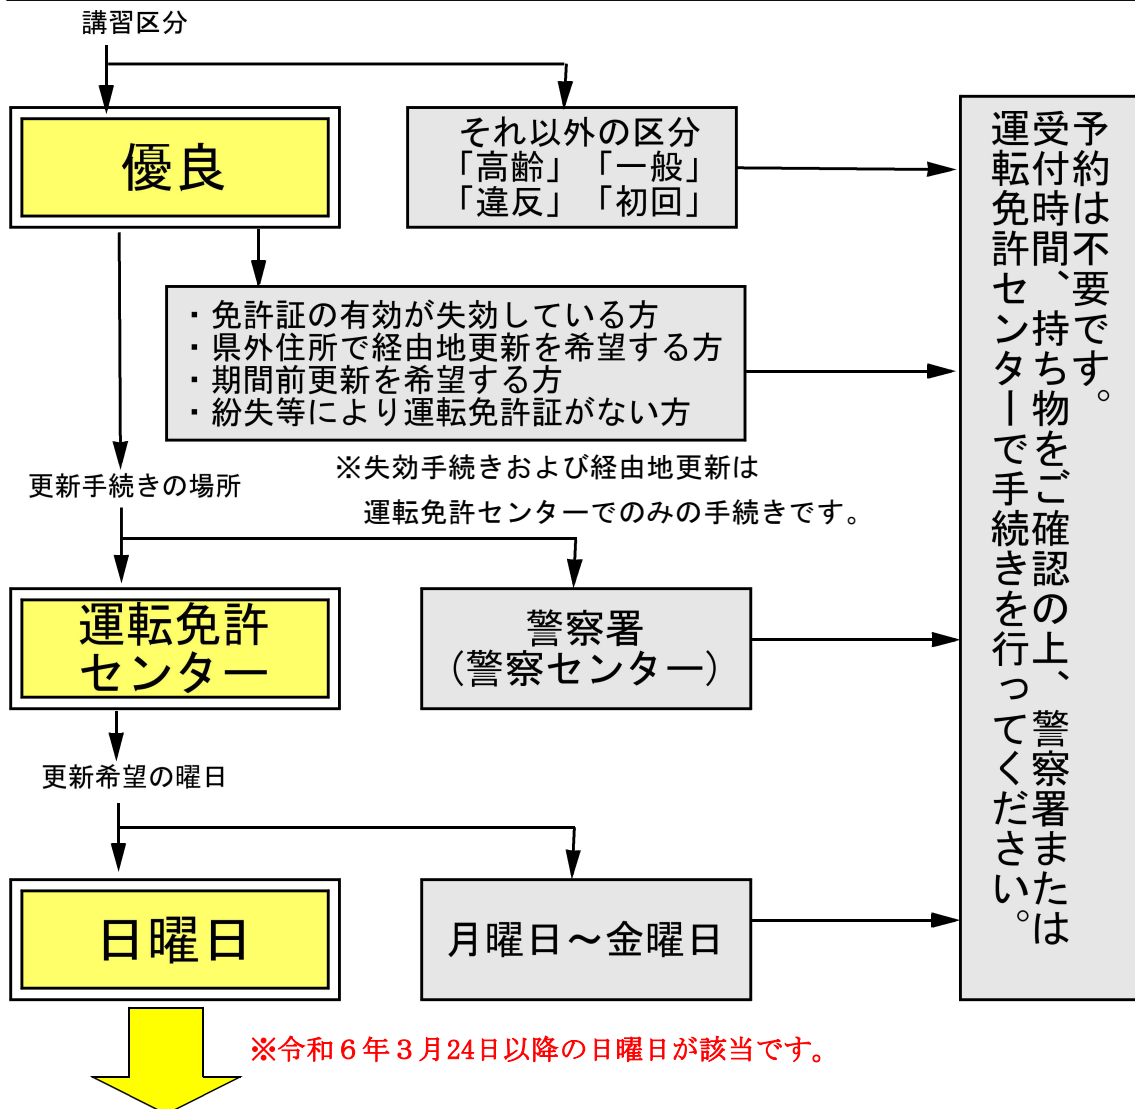 講習区分
優良
それ以外の区分
「高齢」「一般」
「違反」「初回」
・免許証の有効が失効している方
・県外住所で経由地更新を希望する方
・期間前更新を希望する方
・紛失等により運転免許証がない方
※失効手続きおよび経由地更新は
運転免許センターでのみの手続きです。
更新手続きの場所
運転免許
センター
警察署
(警察センター)
更新希望の曜日
日曜日
月曜日～金曜日
予約は不要です。
受付時間、持ち物をご確認の上、警察署または
運転免許センターで手続きを行ってください。
※令和６年３月24日以降の日曜日が該当です。